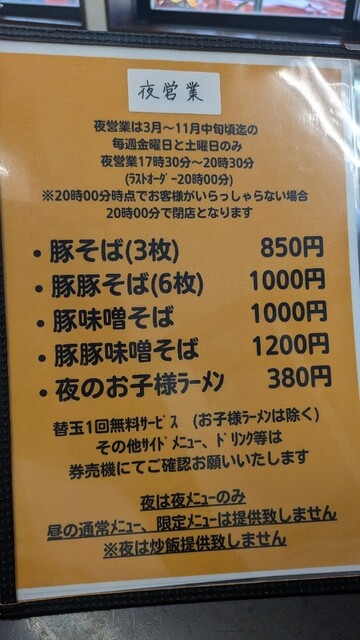 夜営業
夜営業は3月~11月中旬頃迄の
毎週金曜日と土曜日のみ
夜営業17時30分~20時30分
(ﾗｽﾄｵｰﾀﾞｰ20時00分)
※20時00分時点でお客様がいらっしゃらない場合
20時00分で閉店となります
・豚そば(3枚) 850円
・豚豚そば(6枚) 1000円
・豚味噌そば 1000円
・豚豚味噌そば 1200円
・夜のお子様ﾗｰﾒﾝ 380円
替玉1回無料ｻｰﾋﾞｽ (お子様ﾗｰﾒﾝは除く)
その他ｻｲﾄﾞﾒﾆｭｰ、ﾄﾞﾘﾝｸ等は
券売機にてご確認お願いいたします
夜は夜ﾒﾆｭｰのみ
昼の通常ﾒﾆｭｰ、限定ﾒﾆｭｰは提供致しません
※夜は炒飯提供致しません